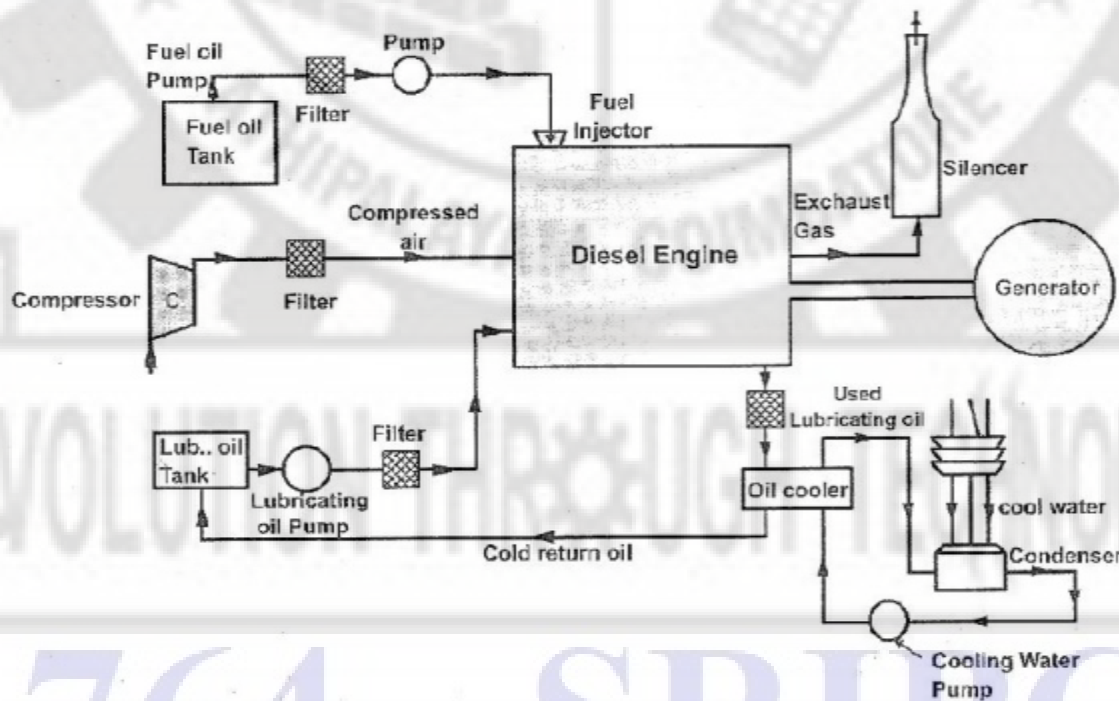 Fuel oil
Pump
Pump
Filter
Fuel oil
Tank
Fuel
Injector
Silencer
Exchaust
Gas
Compressed
air
Diesel Engine
Generator
Compressor
C
Filter
Used
Lubricating oil
Filter
Lub.. oil
Tank
Lubricating
oil Pump
Oil cooler
cool water
Cold return oil
Condenser
Cooling Water
Pump